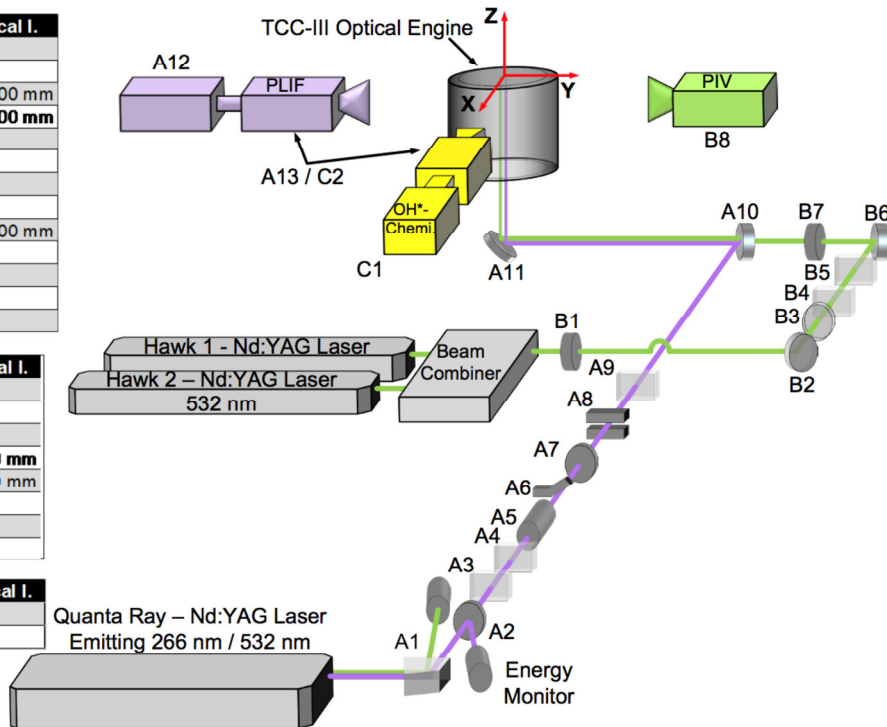 cal I.
00 mm
00 mm
00 mm
al I.
mm
mm
cal I.
Z
TCC-III Optical Engine
A12
PLIF
X
Y
PIV
B8
A13 / C2
OH*-
Chemi.
C1
A11
A10
B7
B6
B5
B4
B3
B2
B1
Hawk 1 - Nd:YAG Laser
Hawk 2 – Nd:YAG Laser
532 nm
Beam
Combiner
A9
A8
A7
A6
A5
A4
A3
A2
A1
Quanta Ray – Nd:YAG Laser
Emitting 266 nm / 532 nm
Energy
Monitor